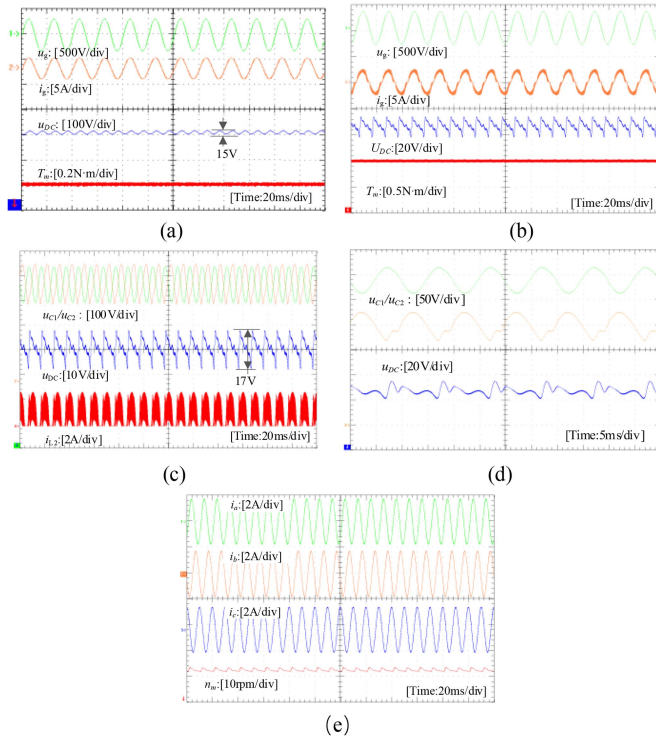 1
u_g: [500V/div]
2
i_g:[5A/div]
u_DC: [100V/div]
15V
T_m:[0.2N·m/div]
[Time:20ms/div]
(a)
u_g: [500V/div]
i_g:[5A/div]
U_DC: [20V/div]
T_m:[0.5N·m/div]
[Time:20ms/div]
(b)
u_C1/u_C2 : [100V/div]
u_DC:[10V/div]
17V
i_L2:[2A/div]
[Time:20ms/div]
(c)
u_C1/u_C2 : [50V/div]
u_DC:[20V/div]
[Time:5ms/div]
(d)
i_a:[2A/div]
i_b:[2A/div]
i_c:[2A/div]
n_m:[10rpm/div]
[Time:20ms/div]
(e)